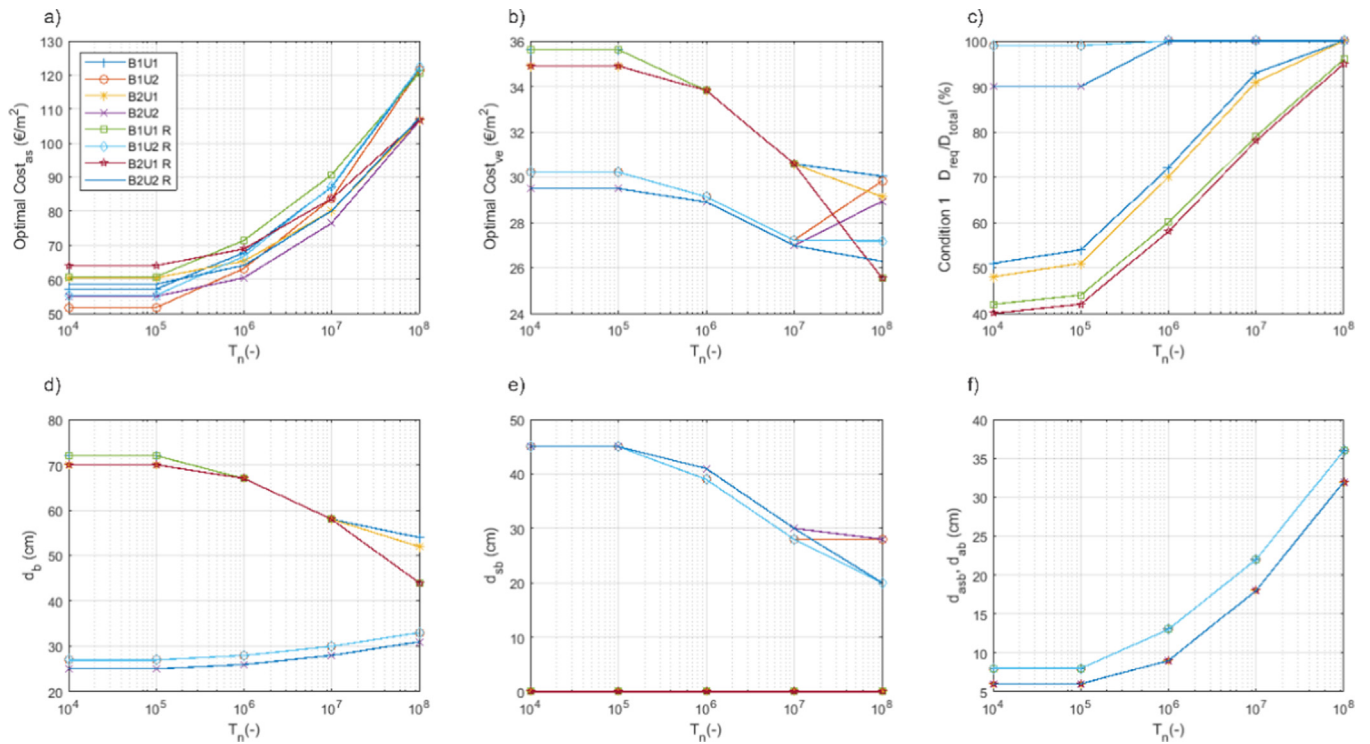 a)
Optimal Cost_as (€/m²)
130
120
110
100
90
80
70
60
50
B1U1
B1U2
B2U1
B2U2
B1U1 R
B1U2 R
B2U1 R
B2U2 R
10⁴ 10⁵ 10⁶ 10⁷ 10⁸
T_n(-)
b)
Optimal Cost_ve (€/m²)
36
34
32
30
28
26
24
10⁴ 10⁵ 10⁶ 10⁷ 10⁸
T_n(-)
c)
Condition 1 D_req/D_total (%)
100
90
80
70
60
50
40
10⁴ 10⁵ 10⁶ 10⁷ 10⁸
T_n(-)
d)
d_b (cm)
80
70
60
50
40
30
20
10⁴ 10⁵ 10⁶ 10⁷ 10⁸
T_n(-)
e)
d_sb (cm)
50
40
30
20
10
0
10⁴ 10⁵ 10⁶ 10⁷ 10⁸
T_n(-)
f)
d_asb, d_ab (cm)
40
35
30
25
20
15
10
5
10⁴ 10⁵ 10⁶ 10⁷ 10⁸
T_n(-)